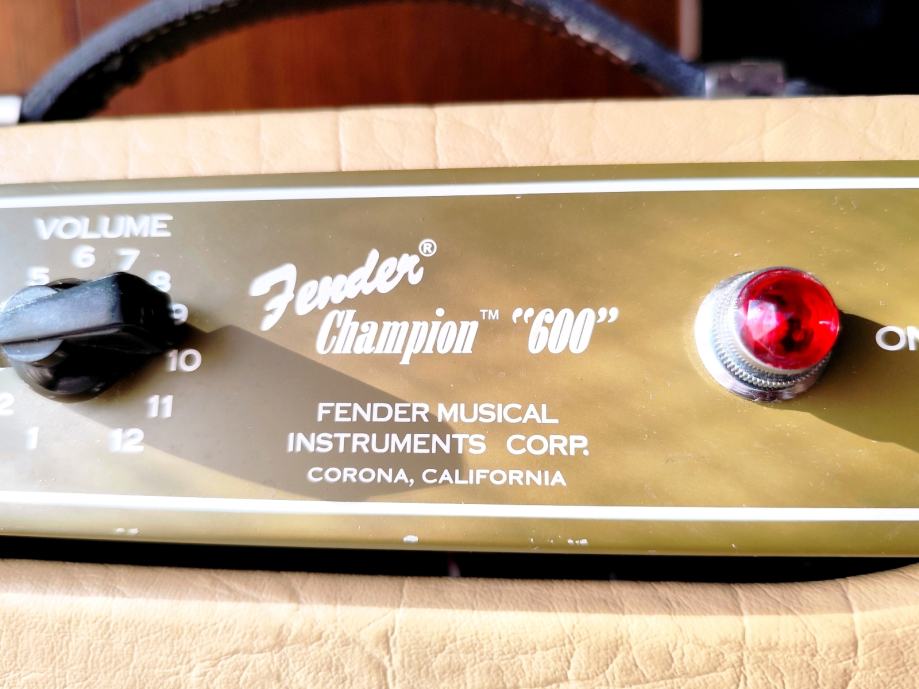 VOLUME
5 6 7 8 9 10 11 12
2 1
Fender®
Champion™ “600”
FENDER MUSICAL
INSTRUMENTS CORP.
CORONA, CALIFORNIA